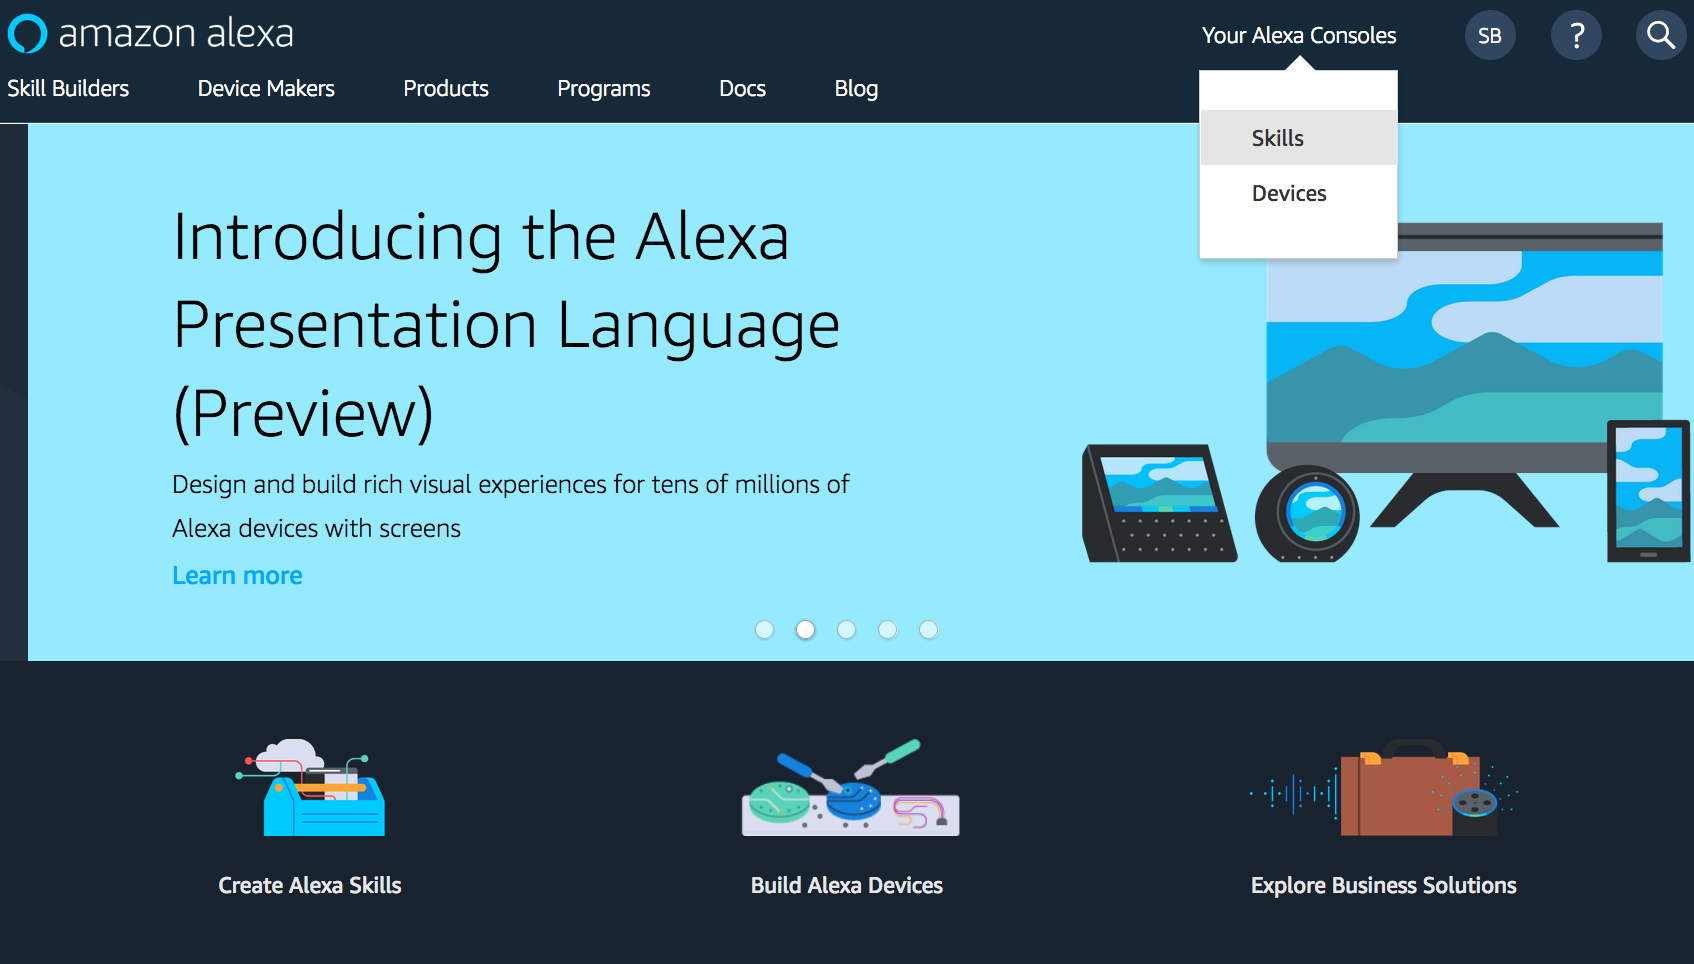 amazon alexa
Your Alexa Consoles
SB
?
Skill Builders
Device Makers
Products
Programs
Docs
Blog
Skills
Devices
Introducing the Alexa
Presentation Language
(Preview)
Design and build rich visual experiences for tens of millions of
Alexa devices with screens
Learn more
Create Alexa Skills
Build Alexa Devices
Explore Business Solutions